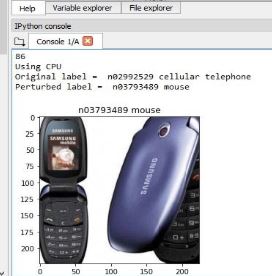 Help Variable explorer File explorer
IPython console
Console 1/A
86
Using CPU
Original label = n02992529 cellular telephone
Perturbed label = n03793489 mouse
n03793489 mouse
0
25
50
75
100
125
150
175
200
0 50 100 150 200
SAMSUNG
SAMSUNG
mobile
SAMSUNG